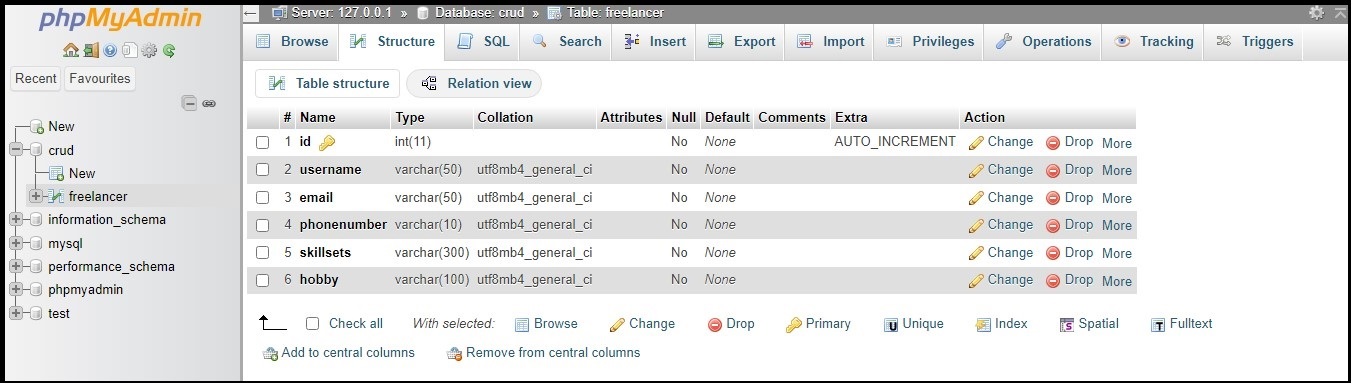 phpMyAdmin
Recent Favourites
New
crud
New
freelancer
information_schema
mysql
performance_schema
phpmyadmin
test
Server: 127.0.0.1 » Database: crud » Table: freelancer
Browse Structure SQL Search Insert Export Import Privileges Operations Tracking Triggers
Table structure Relation view
# Name Type Collation Attributes Null Default Comments Extra Action
1 id int(11) No None AUTO_INCREMENT Change Drop More
2 username varchar(50) utf8mb4_general_ci No None Change Drop More
3 email varchar(50) utf8mb4_general_ci No None Change Drop More
4 phonenumber varchar(10) utf8mb4_general_ci No None Change Drop More
5 skillsets varchar(300) utf8mb4_general_ci No None Change Drop More
6 hobby varchar(100) utf8mb4_general_ci No None Change Drop More
Check all With selected: Browse Change Drop Primary Unique Index Spatial Fulltext
Add to central columns Remove from central columns